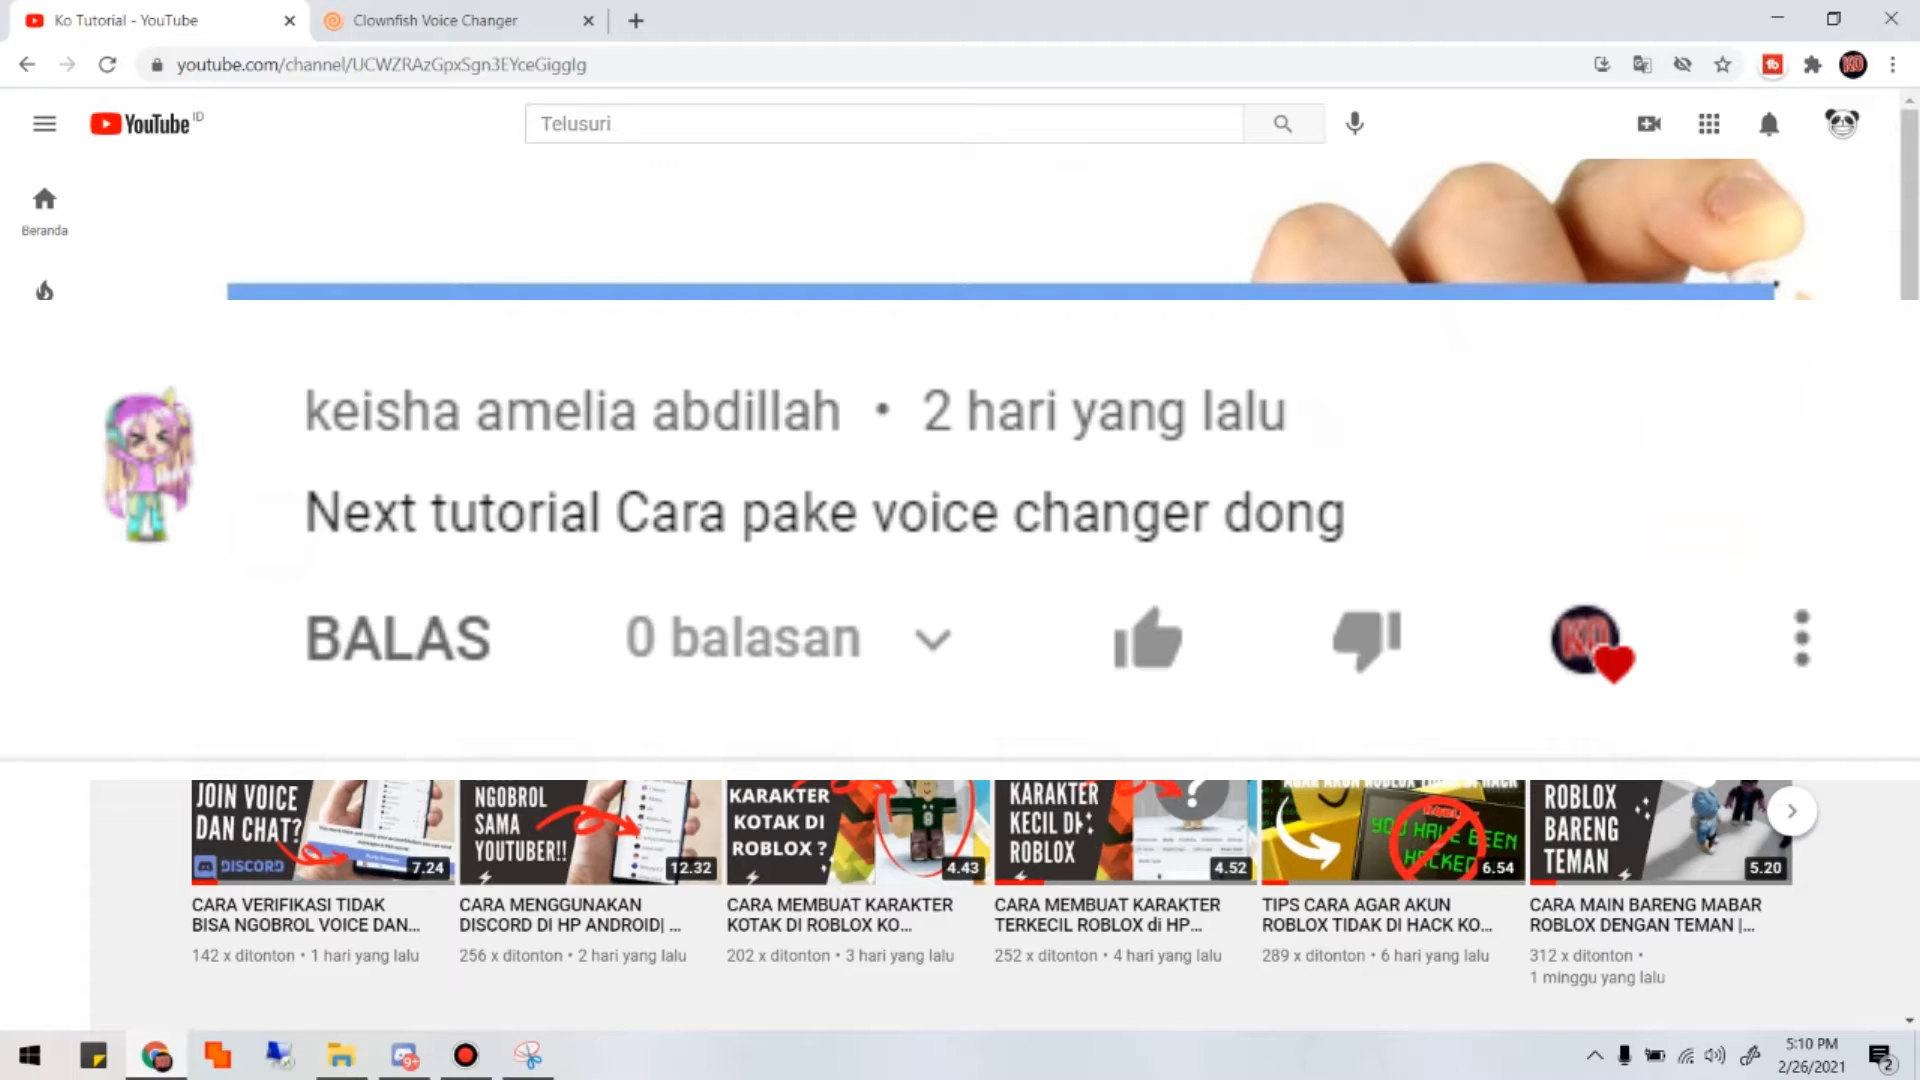 Ko Tutorial - YouTube
Clownfish Voice Changer
youtube.com/channel/UCWZRAzGpxSgn3EYceGiggIg
YouTube ID
Telusuri
Beranda
keisha amelia abdillah • 2 hari yang lalu
Next tutorial Cara pake voice changer dong
BALAS
0 balasan
KO
JOIN VOICE
DAN CHAT?
DISCORD
7.24
NGOBROL
SAMA
YOUTUBER!!
12.32
KARAKTER
KOTAK DI
ROBLOX ?
4.43
KARAKTER
KECIL DI
ROBLOX
4.52
YOU HAVE BEEN
HACKED
6.54
ROBLOX
BARENG
TEMAN
5.20
CARA VERIFIKASI TIDAK
BISA NGOBROL VOICE DAN...
142 x ditonton • 1 hari yang lalu
CARA MENGGUNAKAN
DISCORD DI HP ANDROID| ...
256 x ditonton • 2 hari yang lalu
CARA MEMBUAT KARAKTER
KOTAK DI ROBLOX KO...
202 x ditonton • 3 hari yang lalu
CARA MEMBUAT KARAKTER
TERKECIL ROBLOX di HP...
252 x ditonton • 4 hari yang lalu
TIPS CARA AGAR AKUN
ROBLOX TIDAK DI HACK KO...
289 x ditonton • 6 hari yang lalu
CARA MAIN BARENG MABAR
ROBLOX DENGAN TEMAN |...
312 x ditonton •
1 minggu yang lalu
5:10 PM
2/26/2021
2